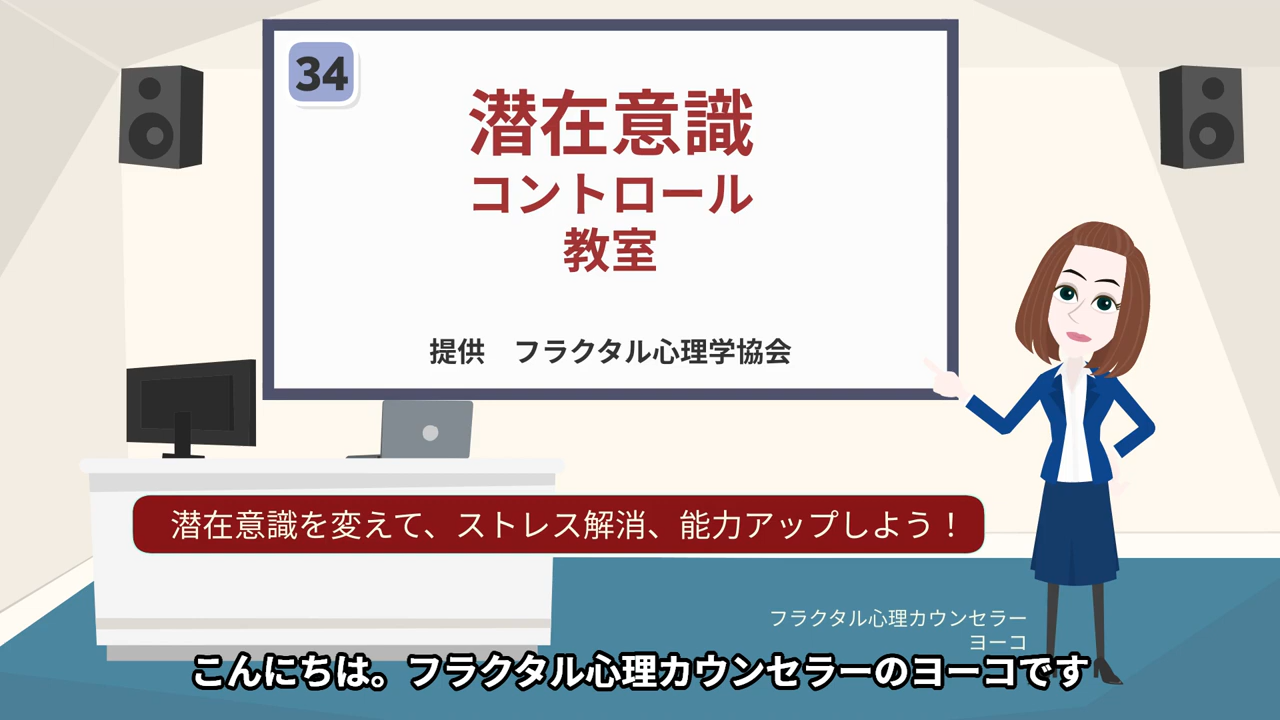 34
潜在意識
コントロール
教室
提供　フラクタル心理学協会
潜在意識を変えて、ストレス解消、能力アップしよう！
フラクタル心理カウンセラー
ヨーコ
こんにちは。フラクタル心理カウンセラーのヨーコです